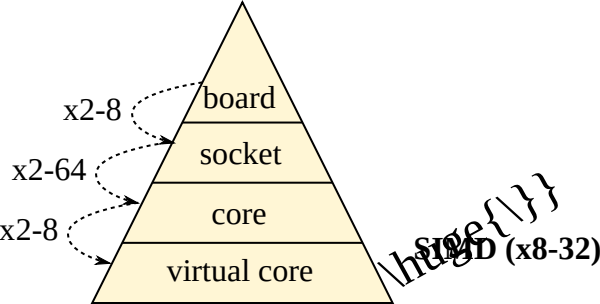 board
x2-8
socket
x2-64
core
x2-8
virtual core
\huge{\}}
SIMD (x8-32)